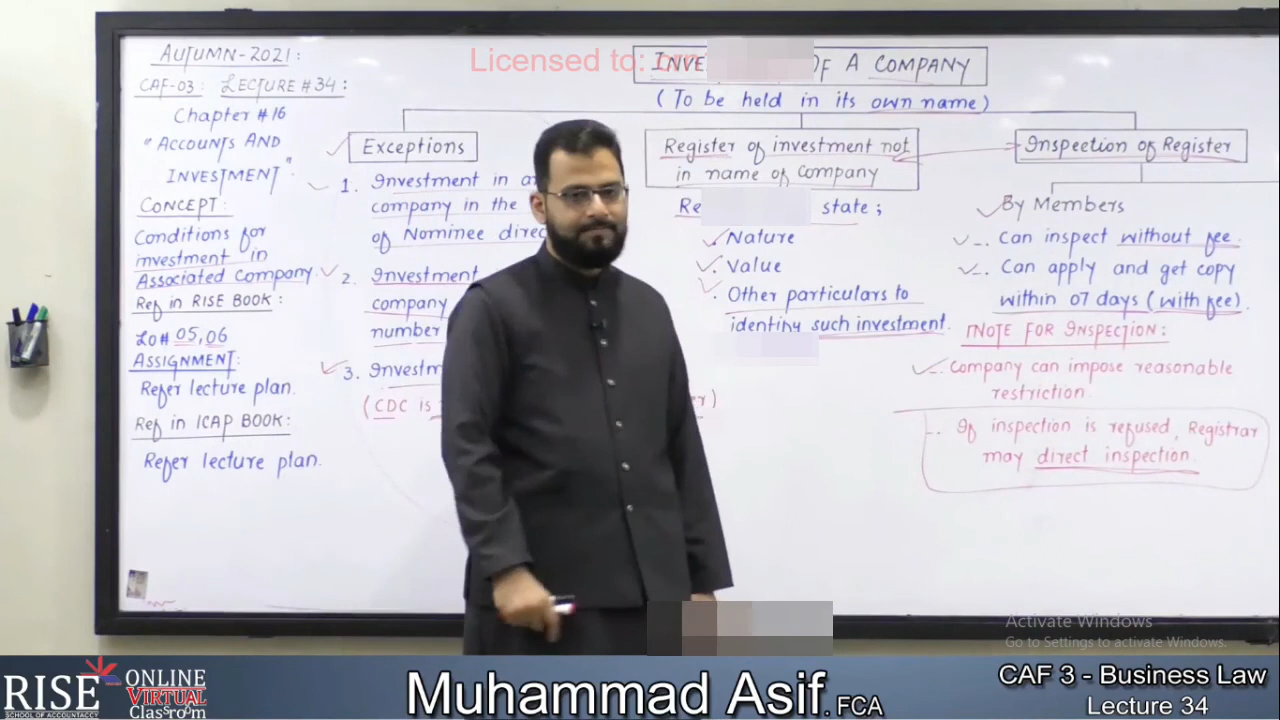 AUTUMN-2021:
CAF-03: LECTURE #34:
Chapter #16
"ACCOUNTS AND
INVESTMENT"
CONCEPT:
Conditions for
investment in
Associated Company.
Ref in RISE BOOK:
LO# 05,06
ASSIGNMENT:
Refer lecture plan.
Ref in ICAP BOOK:
Refer lecture plan.
Licensed to:
OF A COMPANY
(To be held in its own name)
Exceptions
1. Investment in
company in the
of Nominee
2. Investment
company
number
3.
(CDC is
Register of investment not
in name of company
state;
Nature
Value
. Other particulars to
identiny such investment.
Inspection of Register
By Members
-. Can inspect without fee.
-. Can apply and get copy
within 07 days (with fee).
NOTE FOR INSPECTION:
-. Company can impose reasonable
restriction
-. If inspection is refused, Registrar
may direct inspection.
Activate Windows
Go to Settings to activate Windows.
RISE
SCHOOL OF ACCOUNTANCY
ONLINE
VIRTUAL
Classroom
Muhammad Asif. FCA
CAF 3 - Business Law
Lecture 34